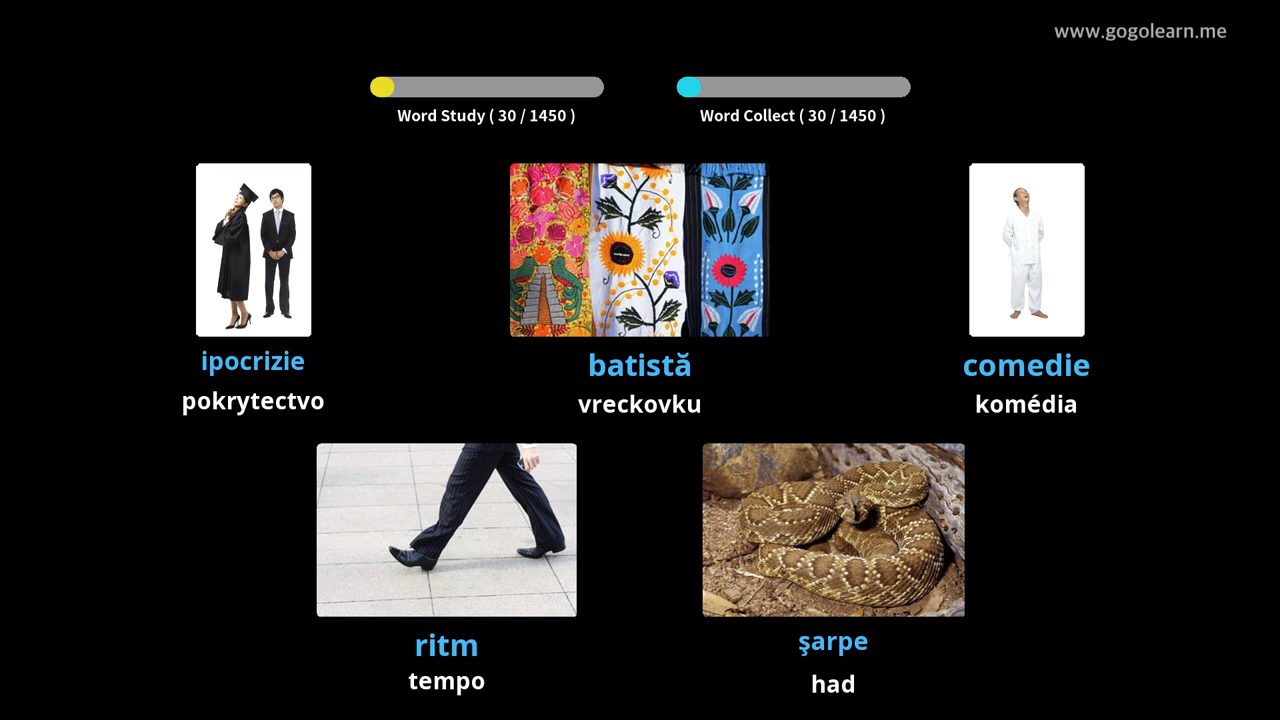 www.gogolearn.me
Word Study ( 30 / 1450 )
Word Collect ( 30 / 1450 )
ipocrizie
pokrytectvo
batistă
vreckovku
comedie
komédia
ritm
tempo
şarpe
had